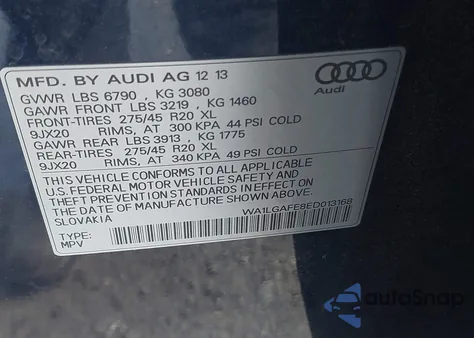 MFD. BY AUDI AG 12 13
GVWR LBS 6790 , KG 3080
GAWR FRONT LBS 3219 , KG 1460
FRONT-TIRES 275/45 R20 XL
9JX20 RIMS, AT 300 KPA 44 PSI COLD
GAWR REAR LBS 3913 , KG 1775
REAR-TIRES 275/45 R20 XL
9JX20 RIMS, AT 340 KPA 49 PSI COLD
THIS VEHICLE CONFORMS TO ALL APPLICABLE
U.S.FEDERAL MOTOR VEHICLE SAFETY AND
THEFT PREVENTION STANDARDS IN EFFECT ON
THE DATE OF MANUFACTURE SHOWN ABOVE.
SLOVAKIA
WA1LGAFE8ED013168
TYPE:
MPV
Audi
autoSnap